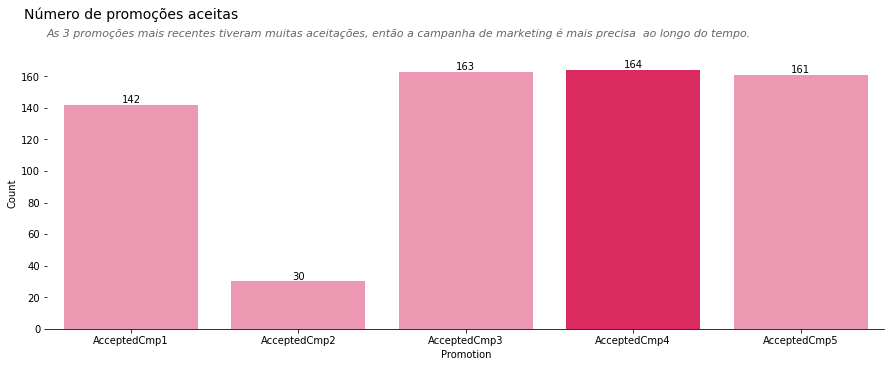 Número de promoções aceitas
As 3 promoções mais recentes tiveram muitas aceitações, então a campanha de marketing é mais precisa  ao longo do tempo.
160
140
120
100
80
60
40
20
0
Count
142
30
163
164
161
AcceptedCmp1
AcceptedCmp2
AcceptedCmp3
AcceptedCmp4
AcceptedCmp5
Promotion